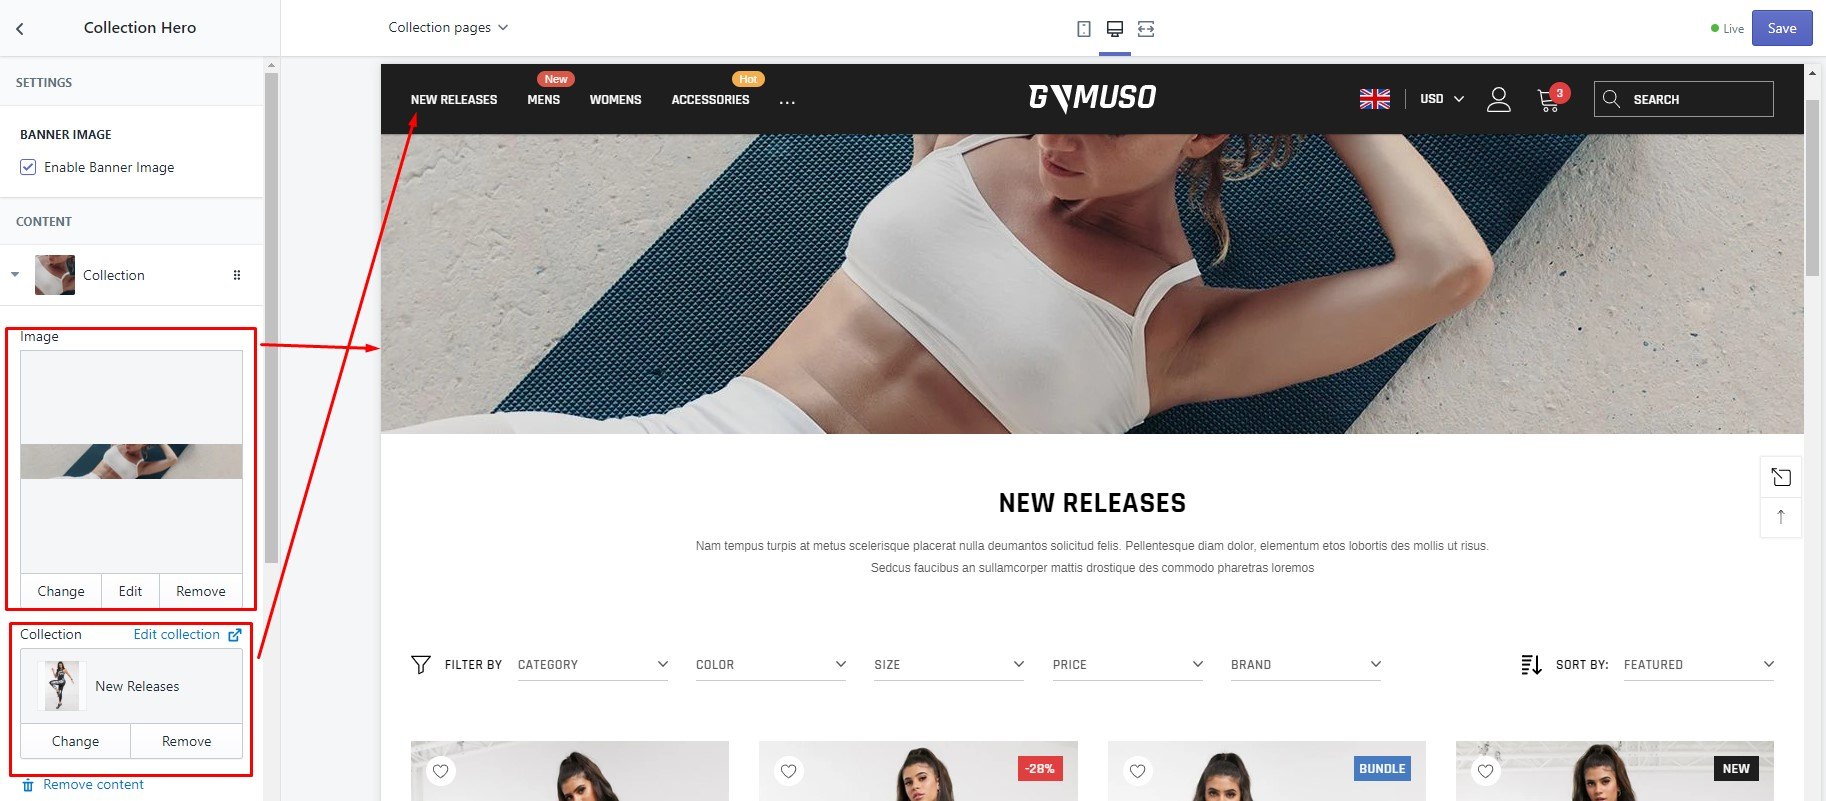 Collection Hero
Collection pages
Live
Save
SETTINGS
BANNER IMAGE
Enable Banner Image
CONTENT
Collection
Image
Change Edit Remove
Collection Edit collection
New Releases
Change Remove
Remove content
New Hot
NEW RELEASES MENS WOMENS ACCESSORIES ...
GYMUSO
USD 3 SEARCH
NEW RELEASES
Nam tempus turpis at metus scelerisque placerat nulla deumantos solicitud felis. Pellentesque diam dolor, elementum etos lobortis des mollis ut risus.
Sedcus faucibus an sullamcorper mattis drostique des commodo pharetras loremos
FILTER BY CATEGORY COLOR SIZE PRICE BRAND SORT BY: FEATURED
-28% BUNDLE NEW